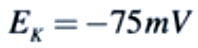 E_K = −75mV